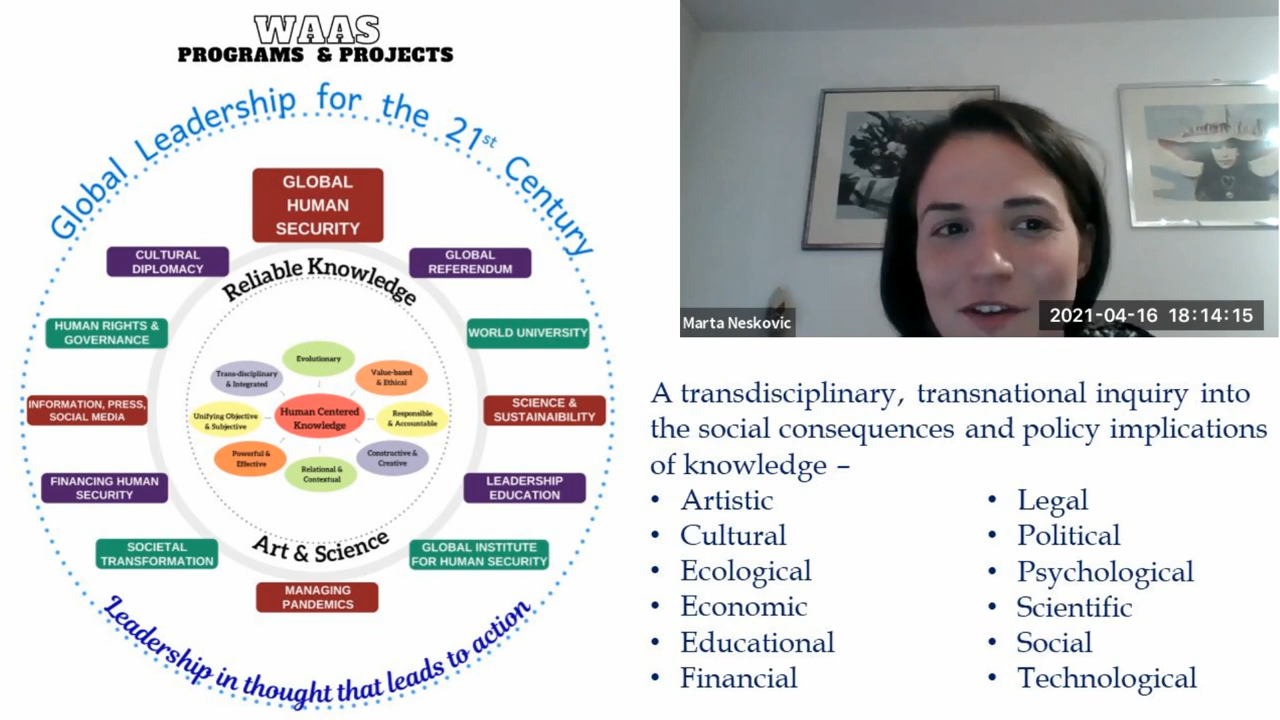 WAAS
PROGRAMS & PROJECTS
Global Leadership for the 21st Century
GLOBAL
HUMAN
SECURITY
CULTURAL
DIPLOMACY
GLOBAL
REFERENDUM
Reliable Knowledge
HUMAN RIGHTS &
GOVERNANCE
WORLD UNIVERSITY
Evolutionary
Trans-disciplinary
& Integrated
Value-based
& Ethical
INFORMATION, PRESS,
SOCIAL MEDIA
Unifying Objective
& Subjective
Human Centered
Knowledge
Responsible
& Accountable
SCIENCE &
SUSTAINAIBILITY
Powerful &
Effective
Relational &
Contextual
Constructive &
Creative
FINANCING HUMAN
SECURITY
LEADERSHIP
EDUCATION
Art & Science
SOCIETAL
TRANSFORMATION
GLOBAL INSTITUTE
FOR HUMAN SECURITY
MANAGING
PANDEMICS
Leadership in thought that leads to action
Marta Neskovic
2021-04-16 18:14:15
A transdisciplinary, transnational inquiry into
the social consequences and policy implications
of knowledge –
• Artistic
• Cultural
• Ecological
• Economic
• Educational
• Financial
• Legal
• Political
• Psychological
• Scientific
• Social
• Technological